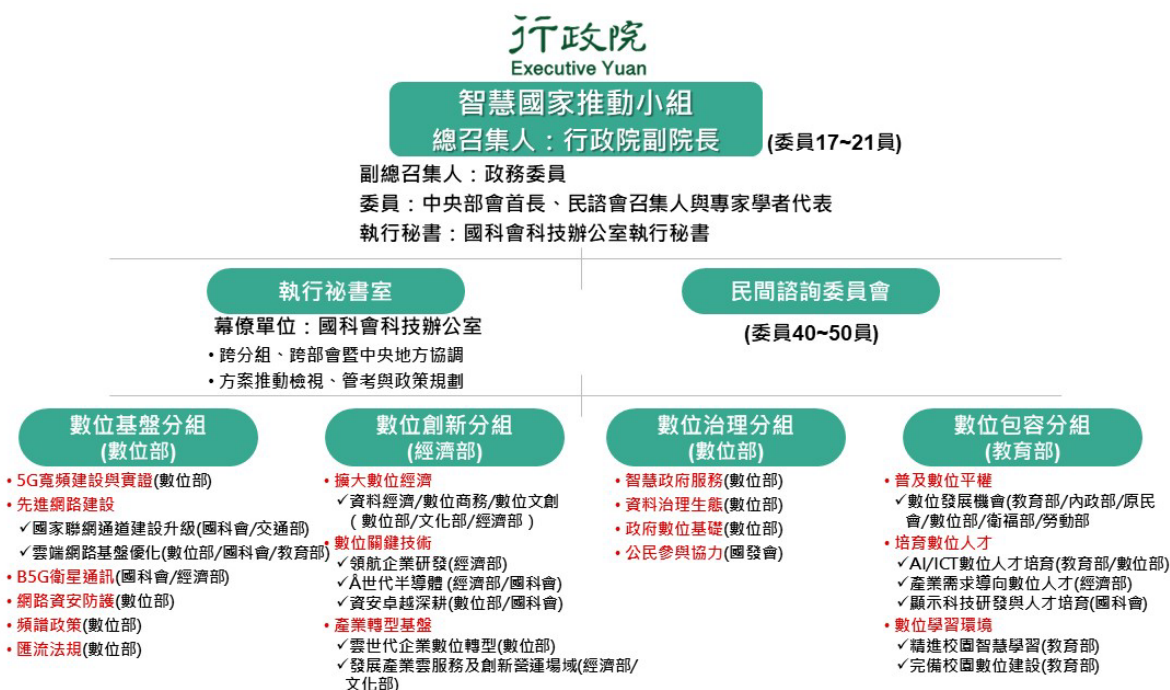 行政院
Executive Yuan
智慧國家推動小組
總召集人：行政院副院長
(委員17~21員)
副總召集人：政務委員
委員：中央部會首長、民諮會召集人與專家學者代表
執行秘書：國科會科技辦公室執行秘書
執行祕書室
幕僚單位：國科會科技辦公室
•跨分組、跨部會暨中央地方協調
•方案推動檢視、管考與政策規劃
民間諮詢委員會
(委員40~50員)
數位基盤分組
(數位部)
•5G寬頻建設與實證(數位部)
•先進網路建設
✓國家聯網通道建設升級(國科會/交通部)
✓雲端網路基盤優化(數位部/國科會/教育部)
•B5G衛星通訊(國科會/經濟部)
•網路資安防護(數位部)
•頻譜政策(數位部)
•匯流法規(數位部)
數位創新分組
(經濟部)
•擴大數位經濟
✓資料經濟/數位商務/數位文創
(數位部/文化部/經濟部)
•數位關鍵技術
✓領航企業研發(經濟部)
✓Å世代半導體(經濟部/國科會)
✓資安卓越深耕(數位部/國科會)
•產業轉型基盤
✓雲世代企業數位轉型(數位部)
✓發展產業雲服務及創新營運場域(經濟部/
文化部)
數位治理分組
(數位部)
•智慧政府服務(數位部)
•資料治理生態(數位部)
•政府數位基礎(數位部)
•公民參與協力(國發會)
數位包容分組
(教育部)
•普及數位平權
✓數位發展機會(教育部/內政部/原民
會/數位部/衛福部/勞動部
•培育數位人才
✓AI/ICT數位人才培育(教育部/數位部)
✓產業需求導向數位人才(經濟部)
✓顯示科技研發與人才培育(國科會)
•數位學習環境
✓精進校園智慧學習(教育部)
✓完備校園數位建設(教育部)